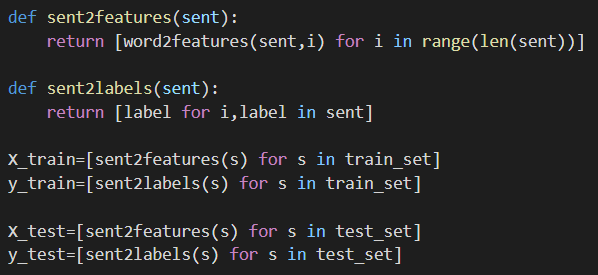 def sent2features(sent):
    return [word2features(sent,i) for i in range(len(sent))]

def sent2labels(sent):
    return [label for i,label in sent]

X_train=[sent2features(s) for s in train_set]
y_train=[sent2labels(s) for s in train_set]

X_test=[sent2features(s) for s in test_set]
y_test=[sent2labels(s) for s in test_set]